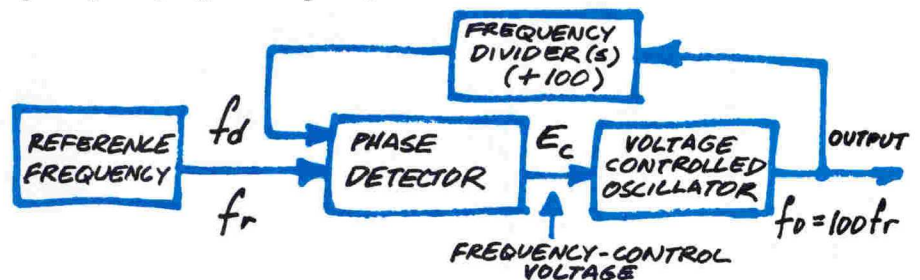 FREQUENCY
DIVIDER(S)
(÷100)
REFERENCE
FREQUENCY
fd
fr
PHASE
DETECTOR
Ec
VOLTAGE
CONTROLLED
OSCILLATOR
OUTPUT
fo=100fr
FREQUENCY-CONTROL
VOLTAGE